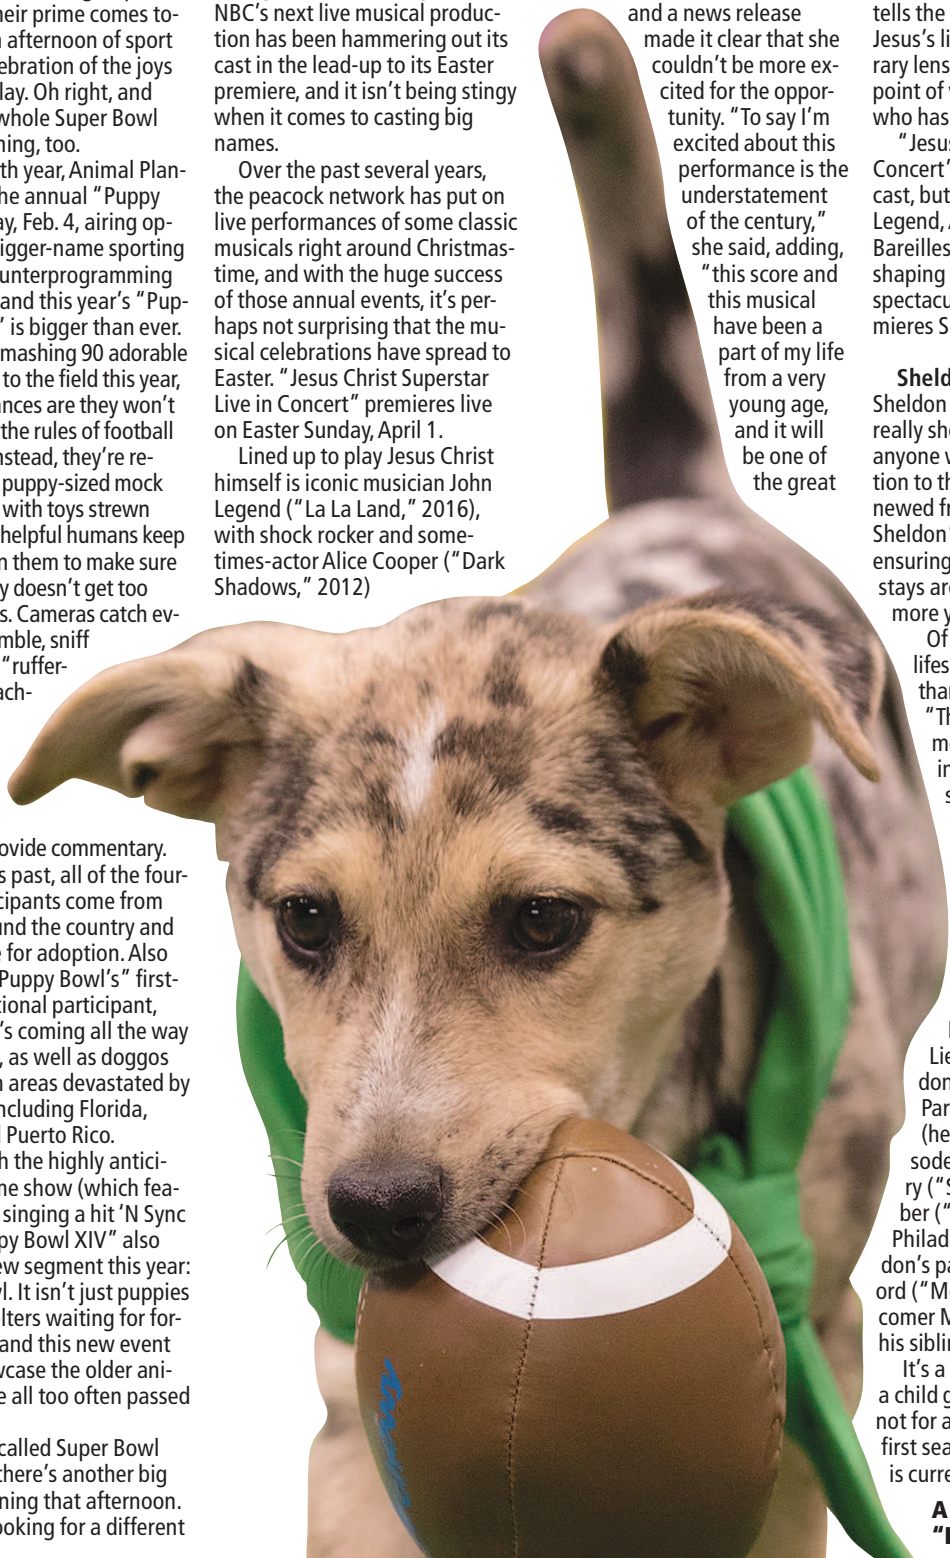 heir prime comes to-
afternoon of sport
ebration of the joys
lay. Oh right, and
whole Super Bowl
ning, too.
th year, Animal Plan-
he annual “Puppy
ay, Feb. 4, airing op-
igger-name sporting
unterprogramming
and this year's “Pup-
” is bigger than ever.
mashing 90 adorable
to the field this year,
ances are they won't
the rules of football
nstead, they're re-
puppy-sized mock
with toys strewn
helpful humans keep
n them to make sure
y doesn't get too
s. Cameras catch ev-
mble, sniff
“ruffer-
ach-
ovide commentary.
s past, all of the four-
cipants come from
und the country and
e for adoption. Also
Puppy Bowl's” first-
tional participant,
's coming all the way
, as well as doggos
n areas devastated by
ncluding Florida,
d Puerto Rico.
h the highly antici-
me show (which fea-
singing a hit ‘N Sync
py Bowl XIV” also
ew segment this year:
vl. It isn't just puppies
lters waiting for for-
and this new event
wcase the older ani-
e all too often passed
called Super Bowl
there's another big
ning that afternoon.
ooking for a different
NBC's next live musical produc-
tion has been hammering out its
cast in the lead-up to its Easter
premiere, and it isn't being stingy
when it comes to casting big
names.
Over the past several years,
the peacock network has put on
live performances of some classic
musicals right around Christmas-
time, and with the huge success
of those annual events, it's per-
haps not surprising that the mu-
sical celebrations have spread to
Easter. “Jesus Christ Superstar
Live in Concert” premieres live
on Easter Sunday, April 1.
Lined up to play Jesus Christ
himself is iconic musician John
Legend (“La La Land,” 2016),
with shock rocker and some-
times-actor Alice Cooper (“Dark
Shadows,” 2012)
and a news release
made it clear that she
couldn't be more ex-
cited for the oppor-
tunity. “To say I'm
excited about this
performance is the
understatement
of the century,”
she said, adding,
“this score and
this musical
have been a
part of my life
from a very
young age,
and it will
be one of
the great
tells the
Jesus's li
rary lens
point of
who has
“Jesus
Concert”
cast, but
Legend, 
Bareilles
shaping
spectacu
mieres S
Sheld
Sheldon
really sh
anyone w
tion to th
newed fr
Sheldon'
ensuring
stays aro
more y
Of
lifes
tha
“Th
m
in
s
Lie
don
Par
(he
sode
ry (“S
ber (“
Philad
don's pa
ord (“M
comer M
his siblin
It's a
a child g
not for a
first sea
is curre
A